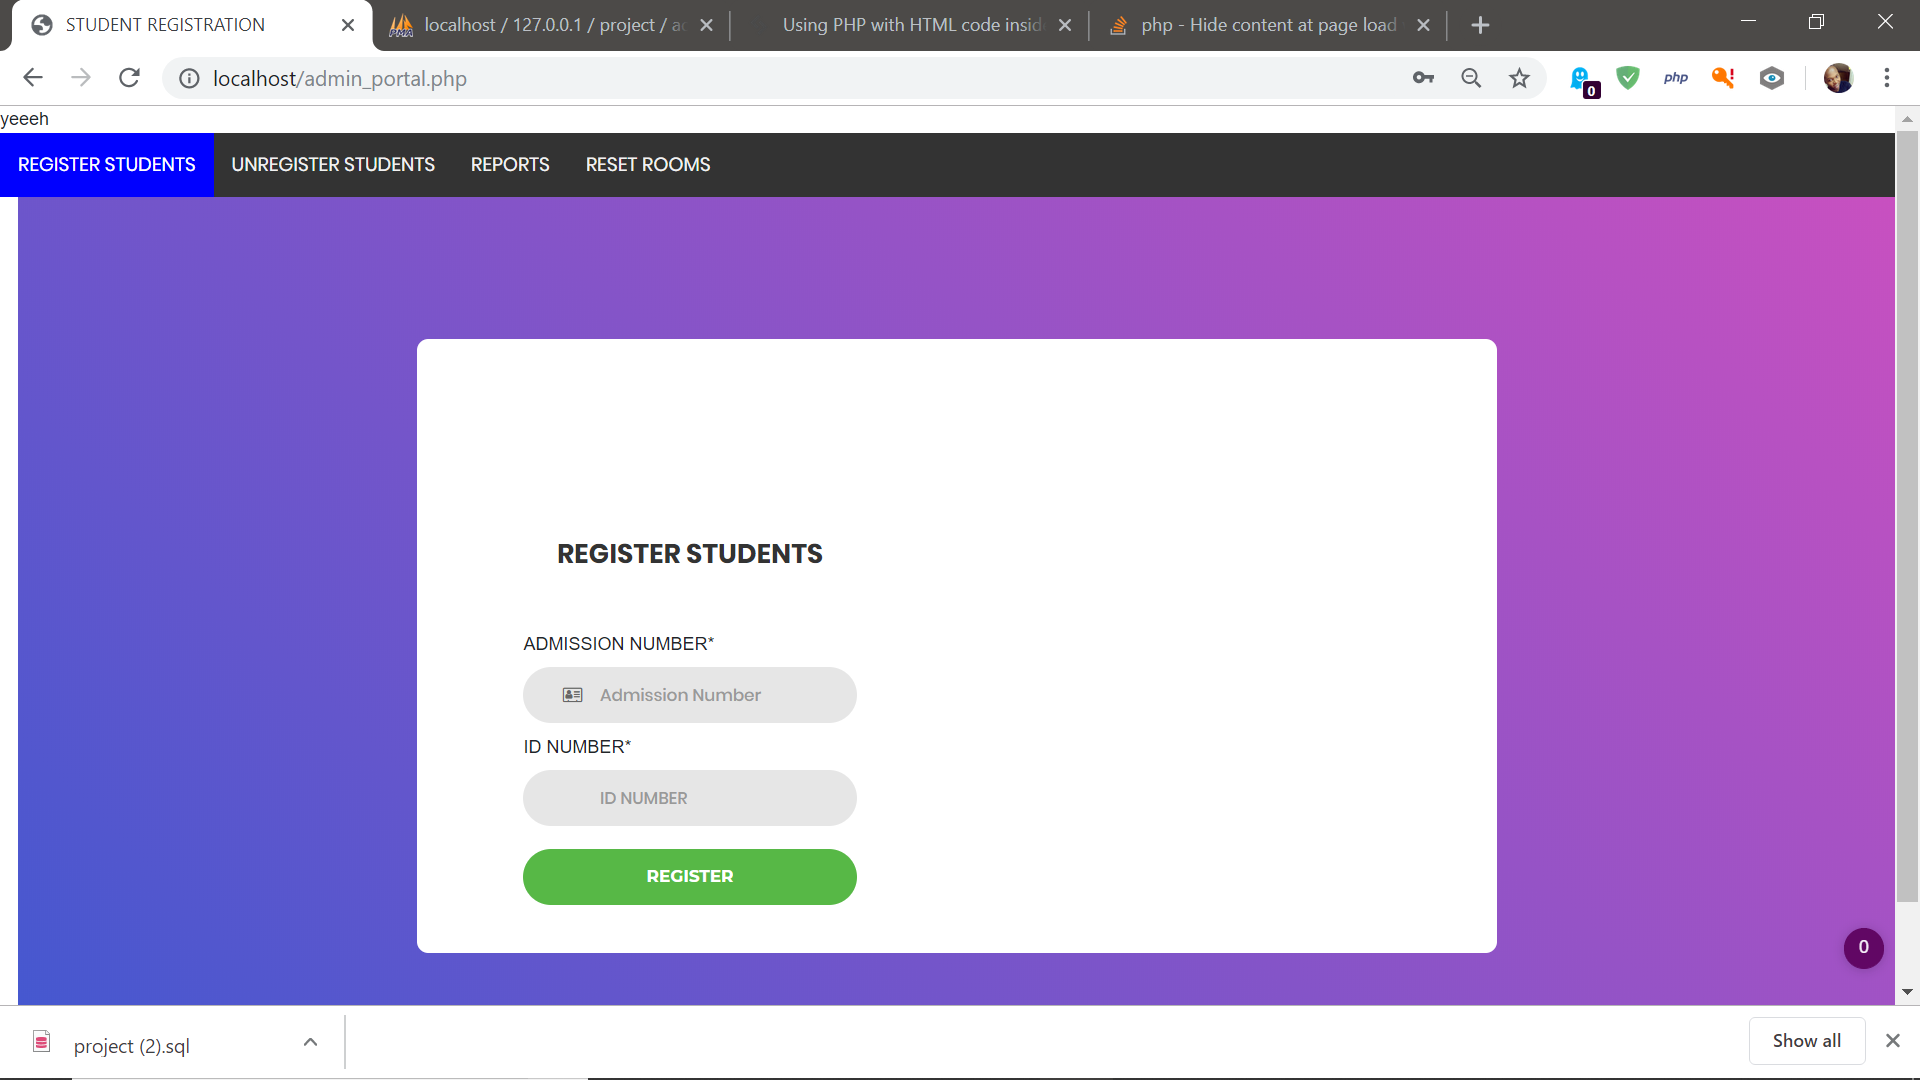 STUDENT REGISTRATION
localhost / 127.0.0.1 / project / a
Using PHP with HTML code insid
php - Hide content at page load
localhost/admin_portal.php
php
0
yeeeh
REGISTER STUDENTS UNREGISTER STUDENTS REPORTS RESET ROOMS
REGISTER STUDENTS
ADMISSION NUMBER*
Admission Number
ID NUMBER*
ID NUMBER
REGISTER
0
project (2).sql
Show all